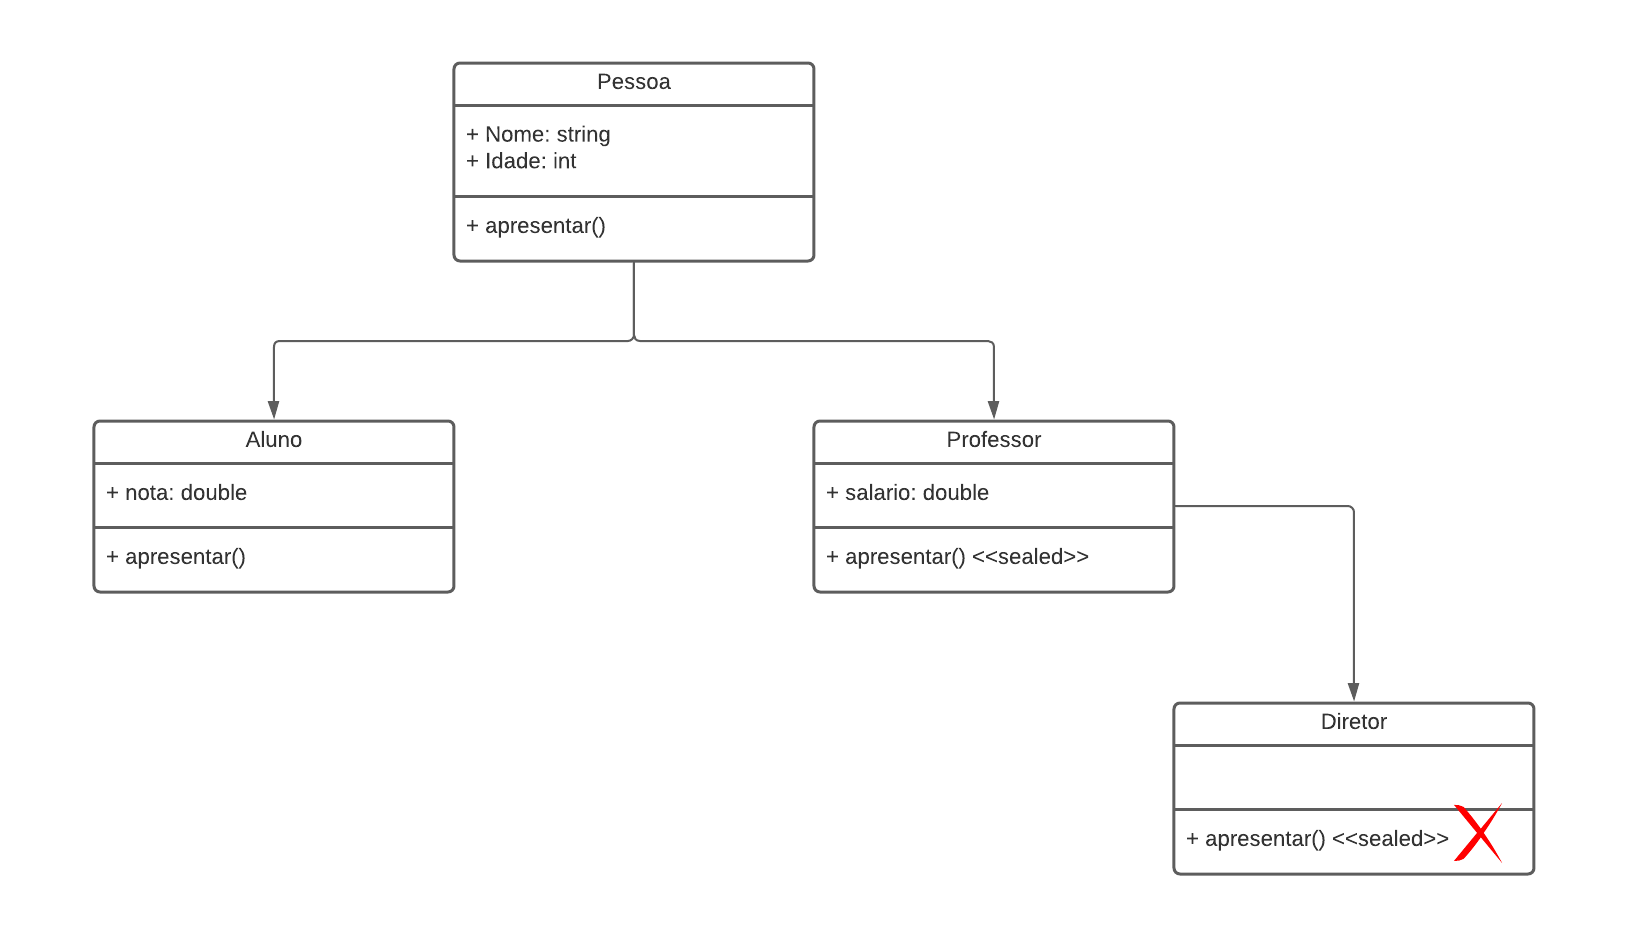 Pessoa
+ Nome: string
+ Idade: int
+ apresentar()
Aluno
+ nota: double
+ apresentar()
Professor
+ salario: double
+ apresentar() <<sealed>>
Diretor
+ apresentar() <<sealed>>